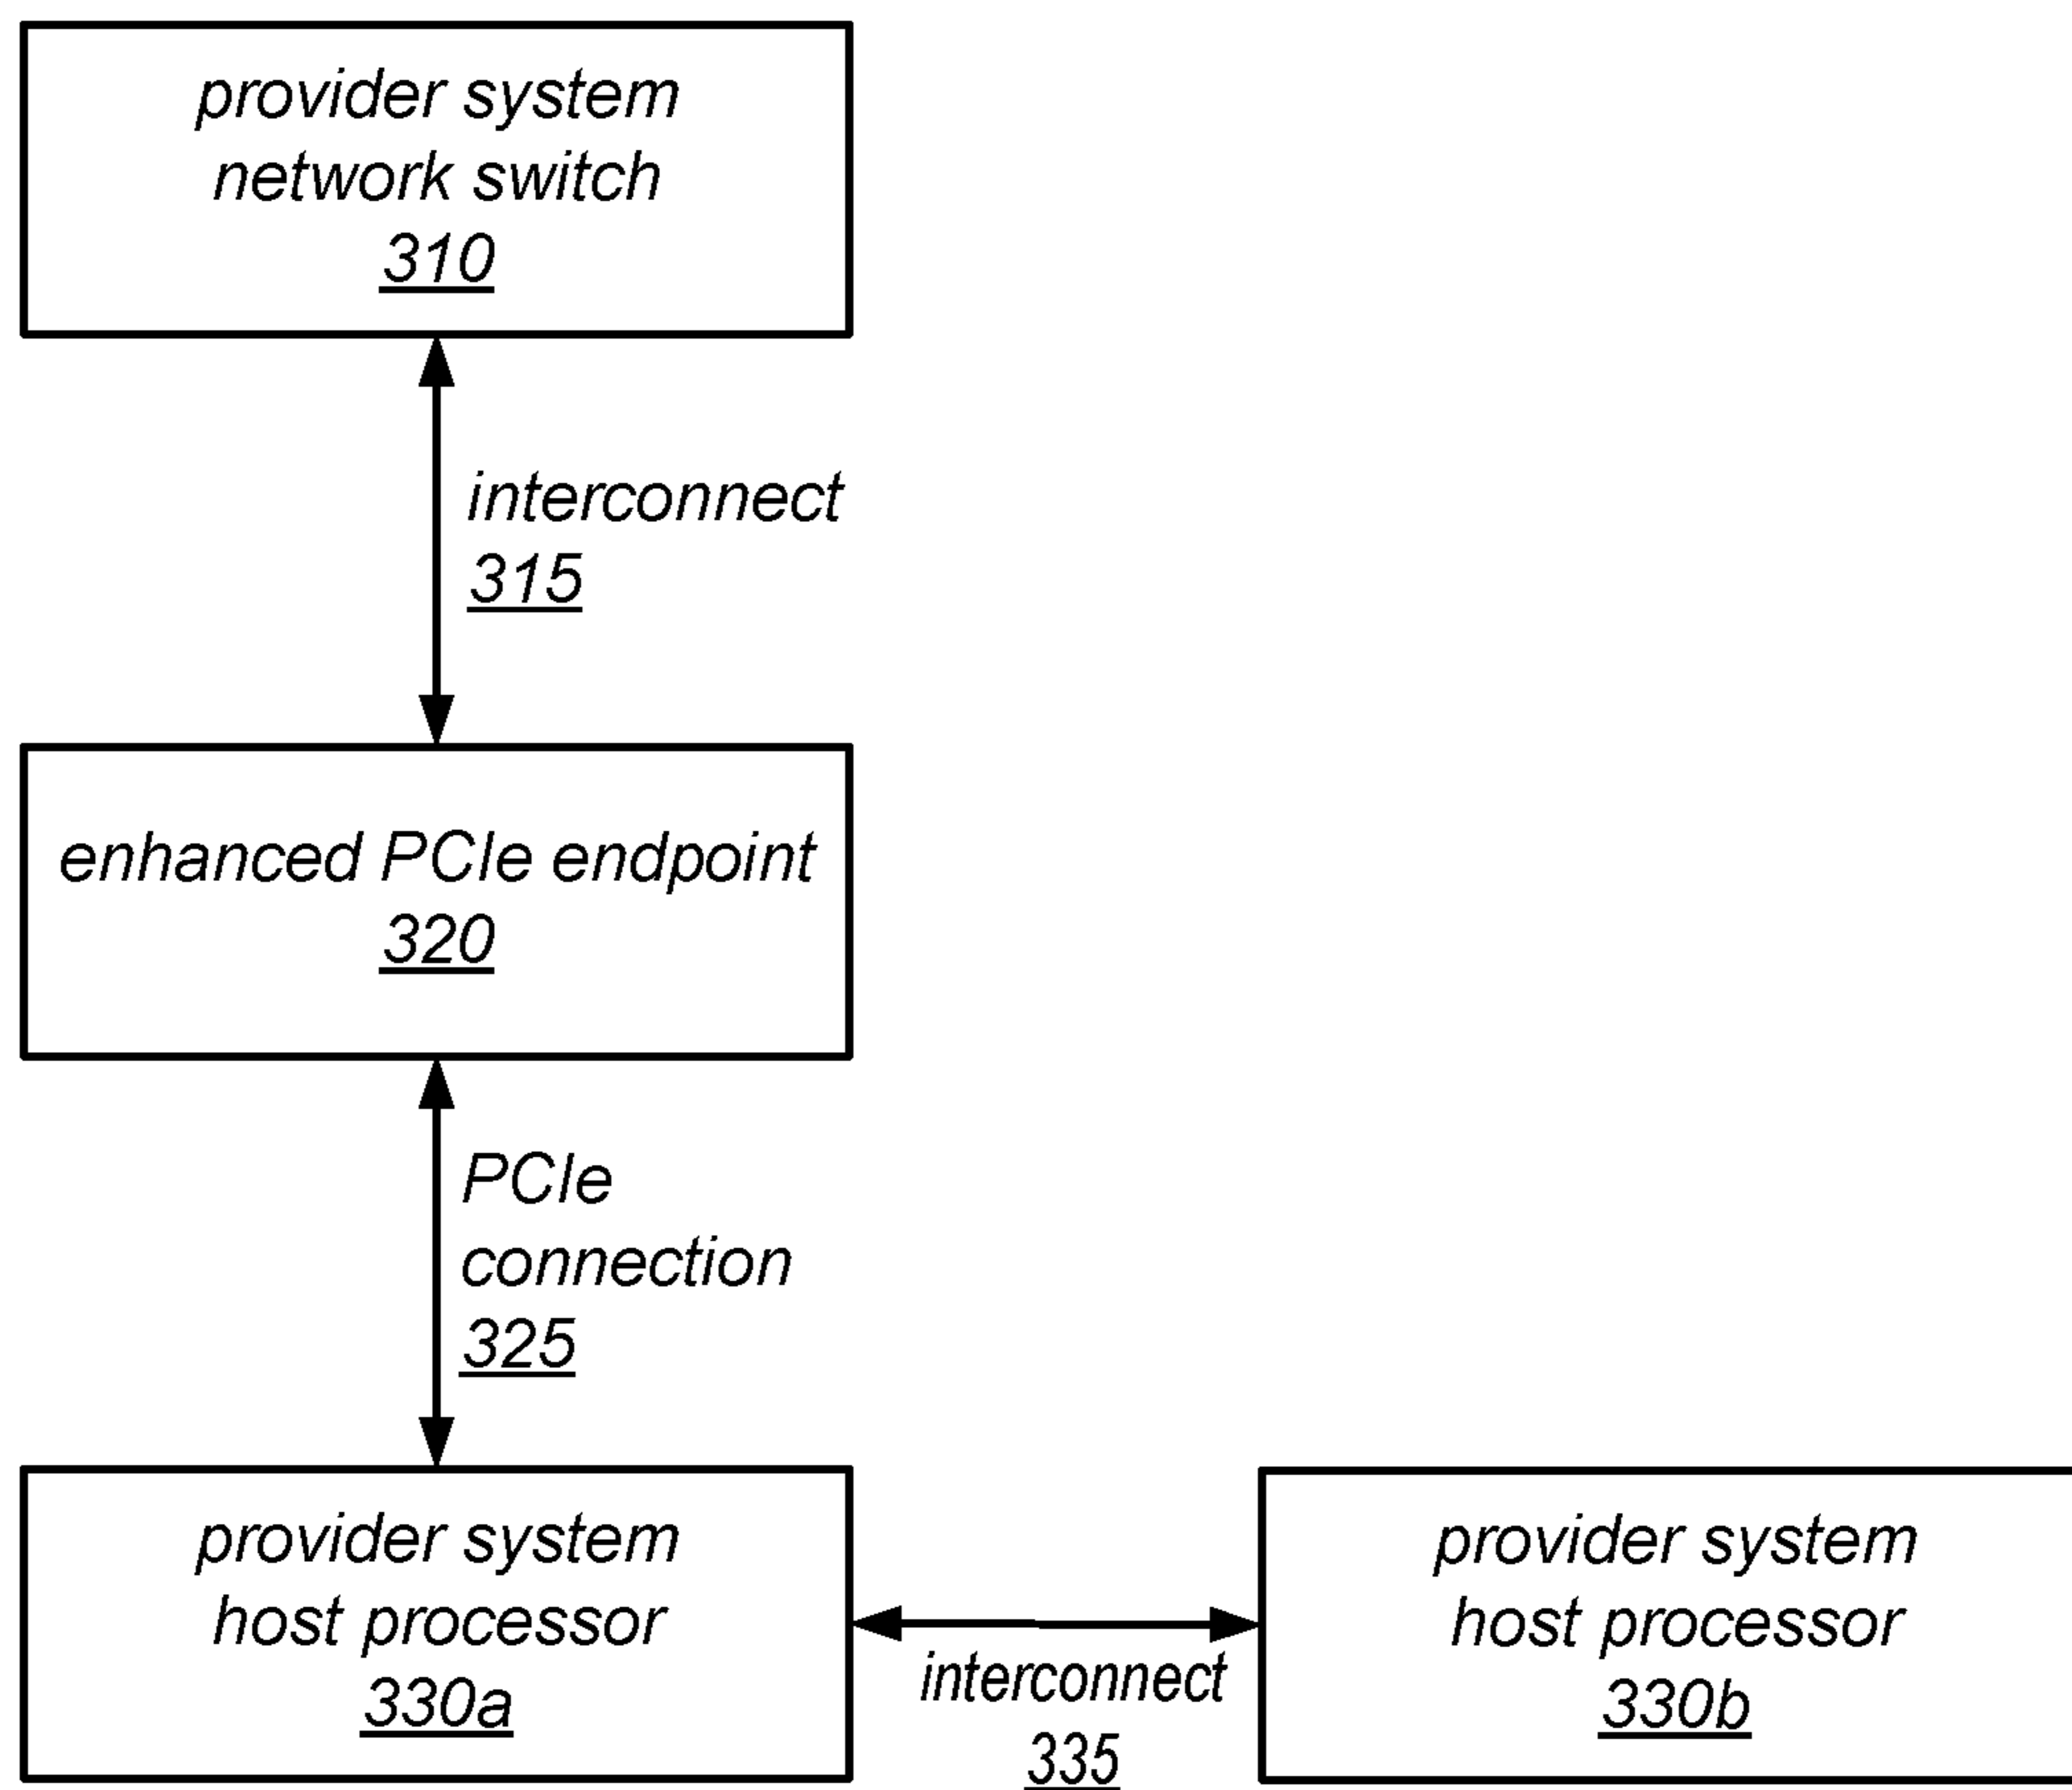 provider system
network switch
310
interconnect
315
enhanced PCIe endpoint
320
PCIe
connection
325
provider system
host processor
330a
interconnect
335
provider system
host processor
330b